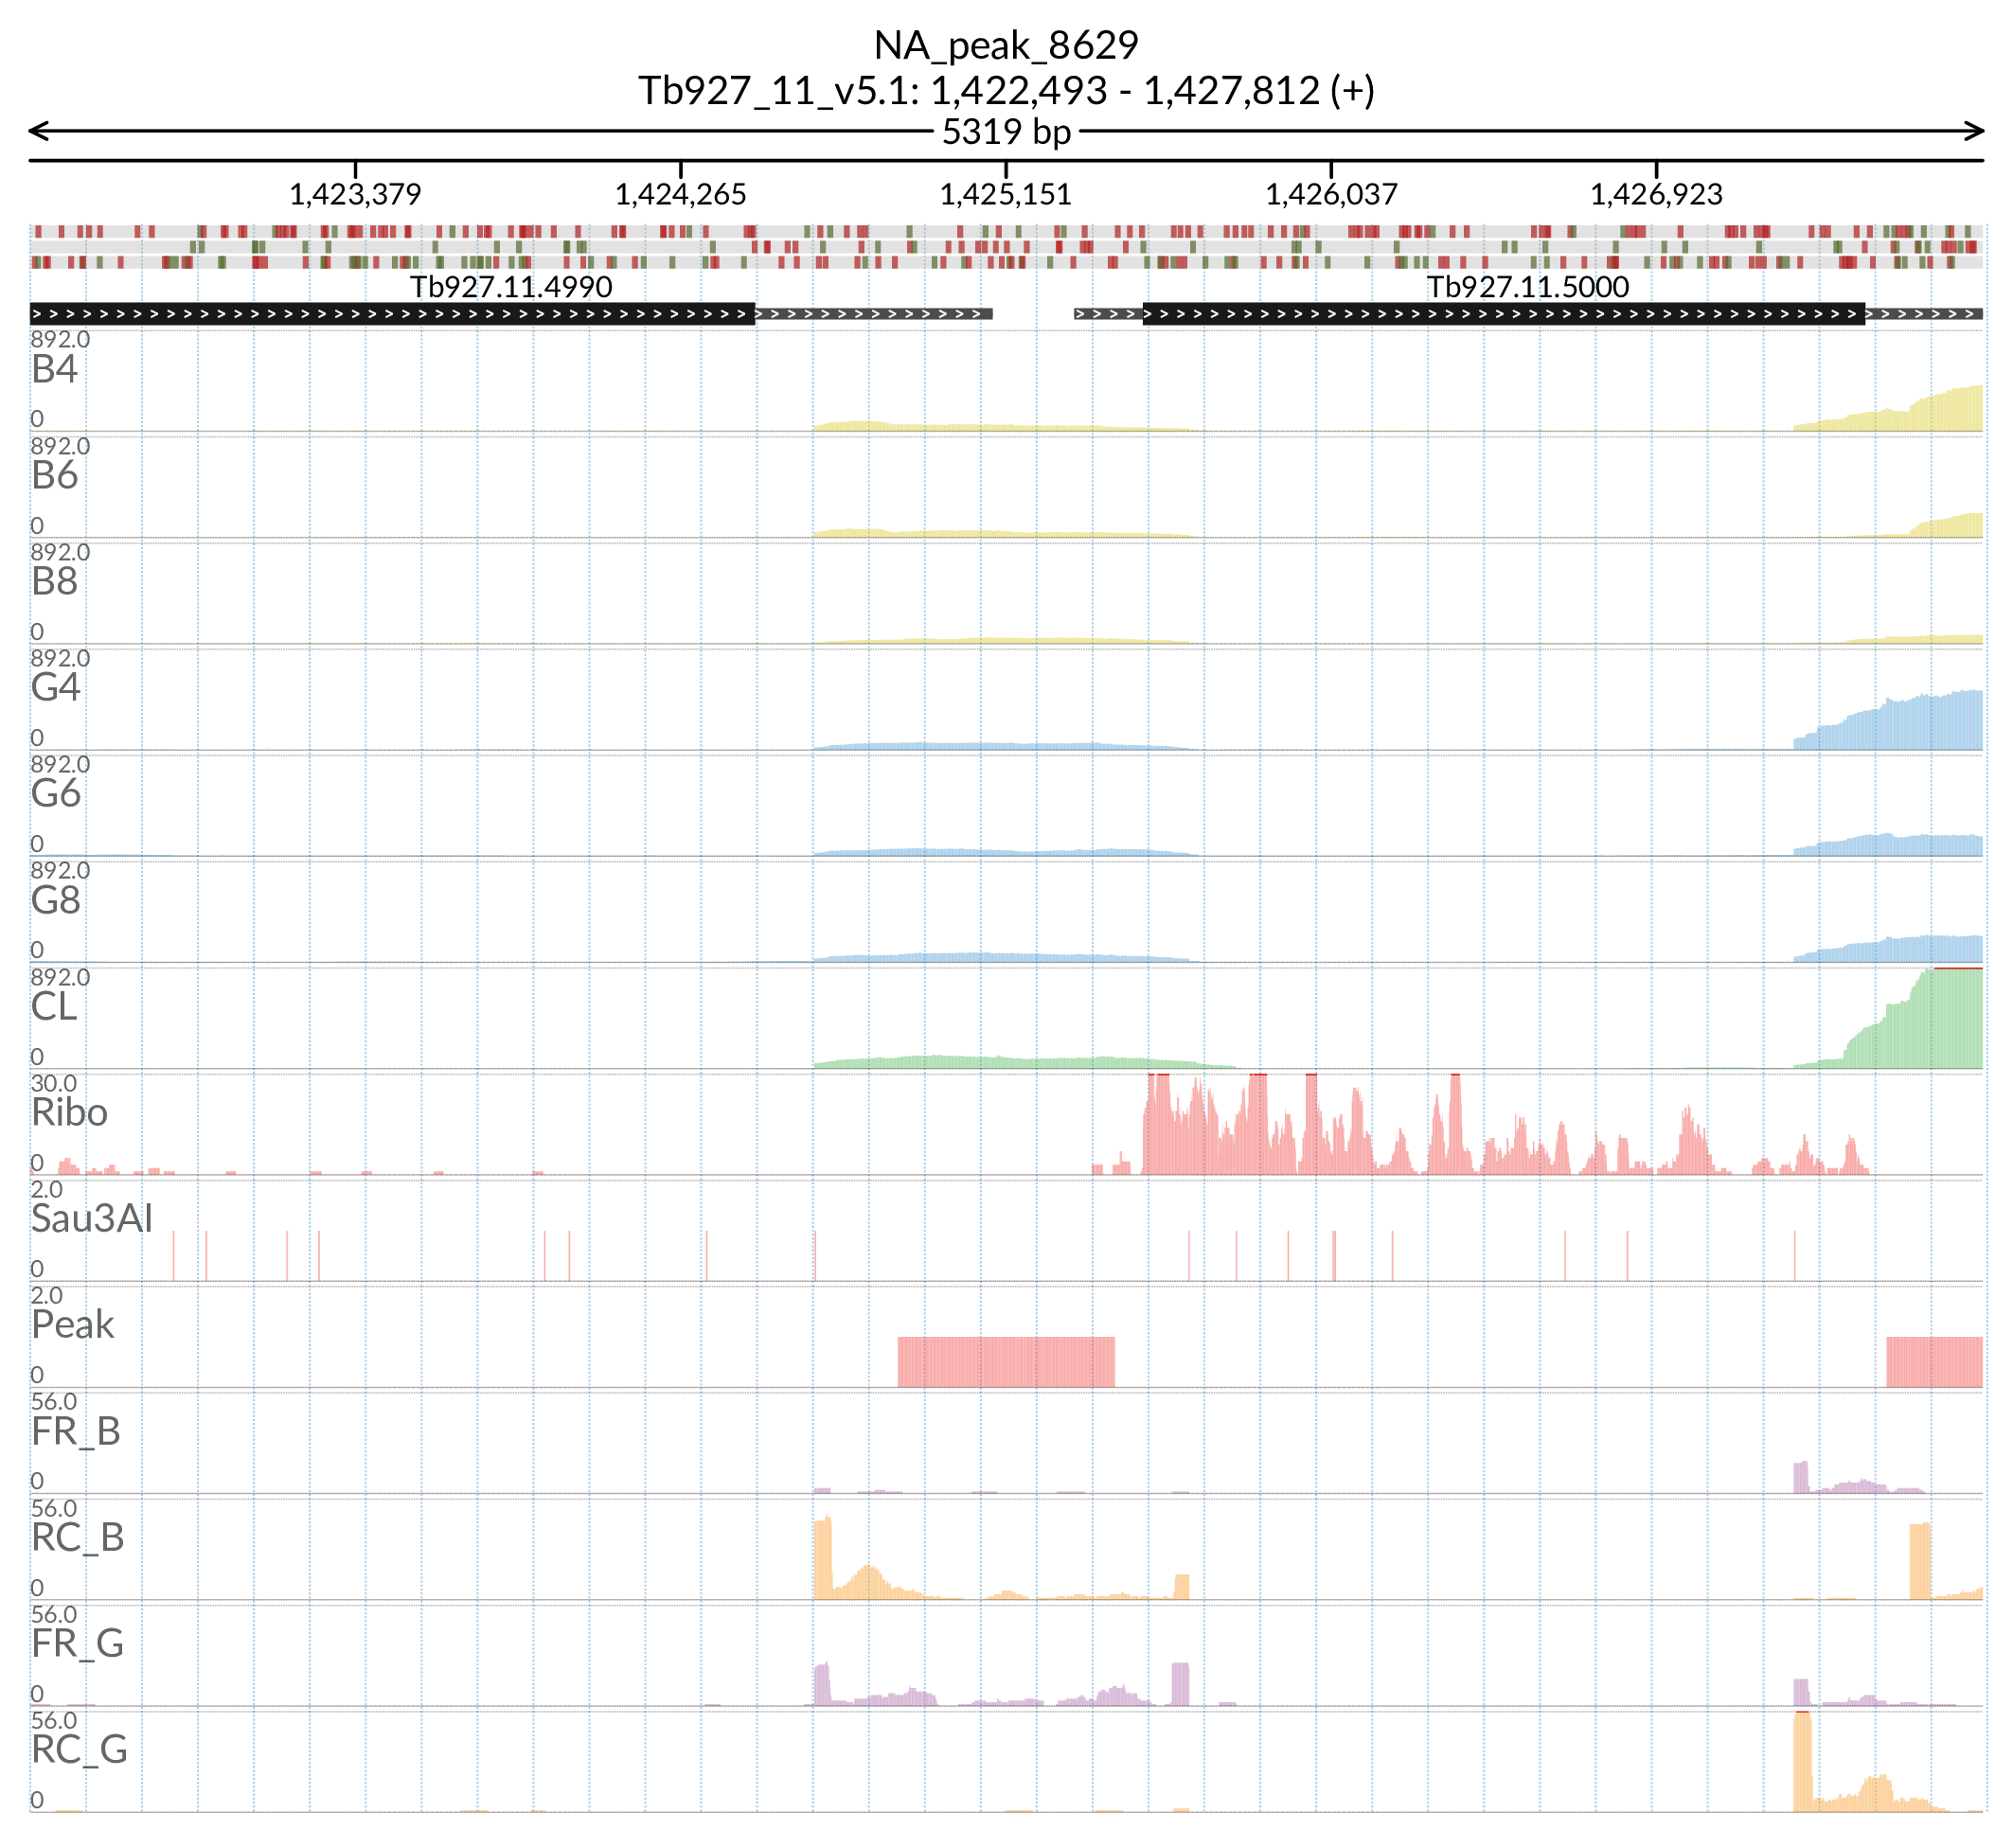 NA_peak_8629
Tb927_11_v5.1: 1,422,493 - 1,427,812 (+)
5319 bp
1,423,379 1,424,265 1,425,151 1,426,037 1,426,923
Tb927.11.4990 Tb927.11.5000
892.0
B4
0
892.0
B6
0
892.0
B8
0
892.0
G4
0
892.0
G6
0
892.0
G8
0
892.0
CL
0
30.0
Ribo
0
2.0
Sau3AI
0
2.0
Peak
0
56.0
FR_B
0
56.0
RC_B
0
56.0
FR_G
0
56.0
RC_G
0